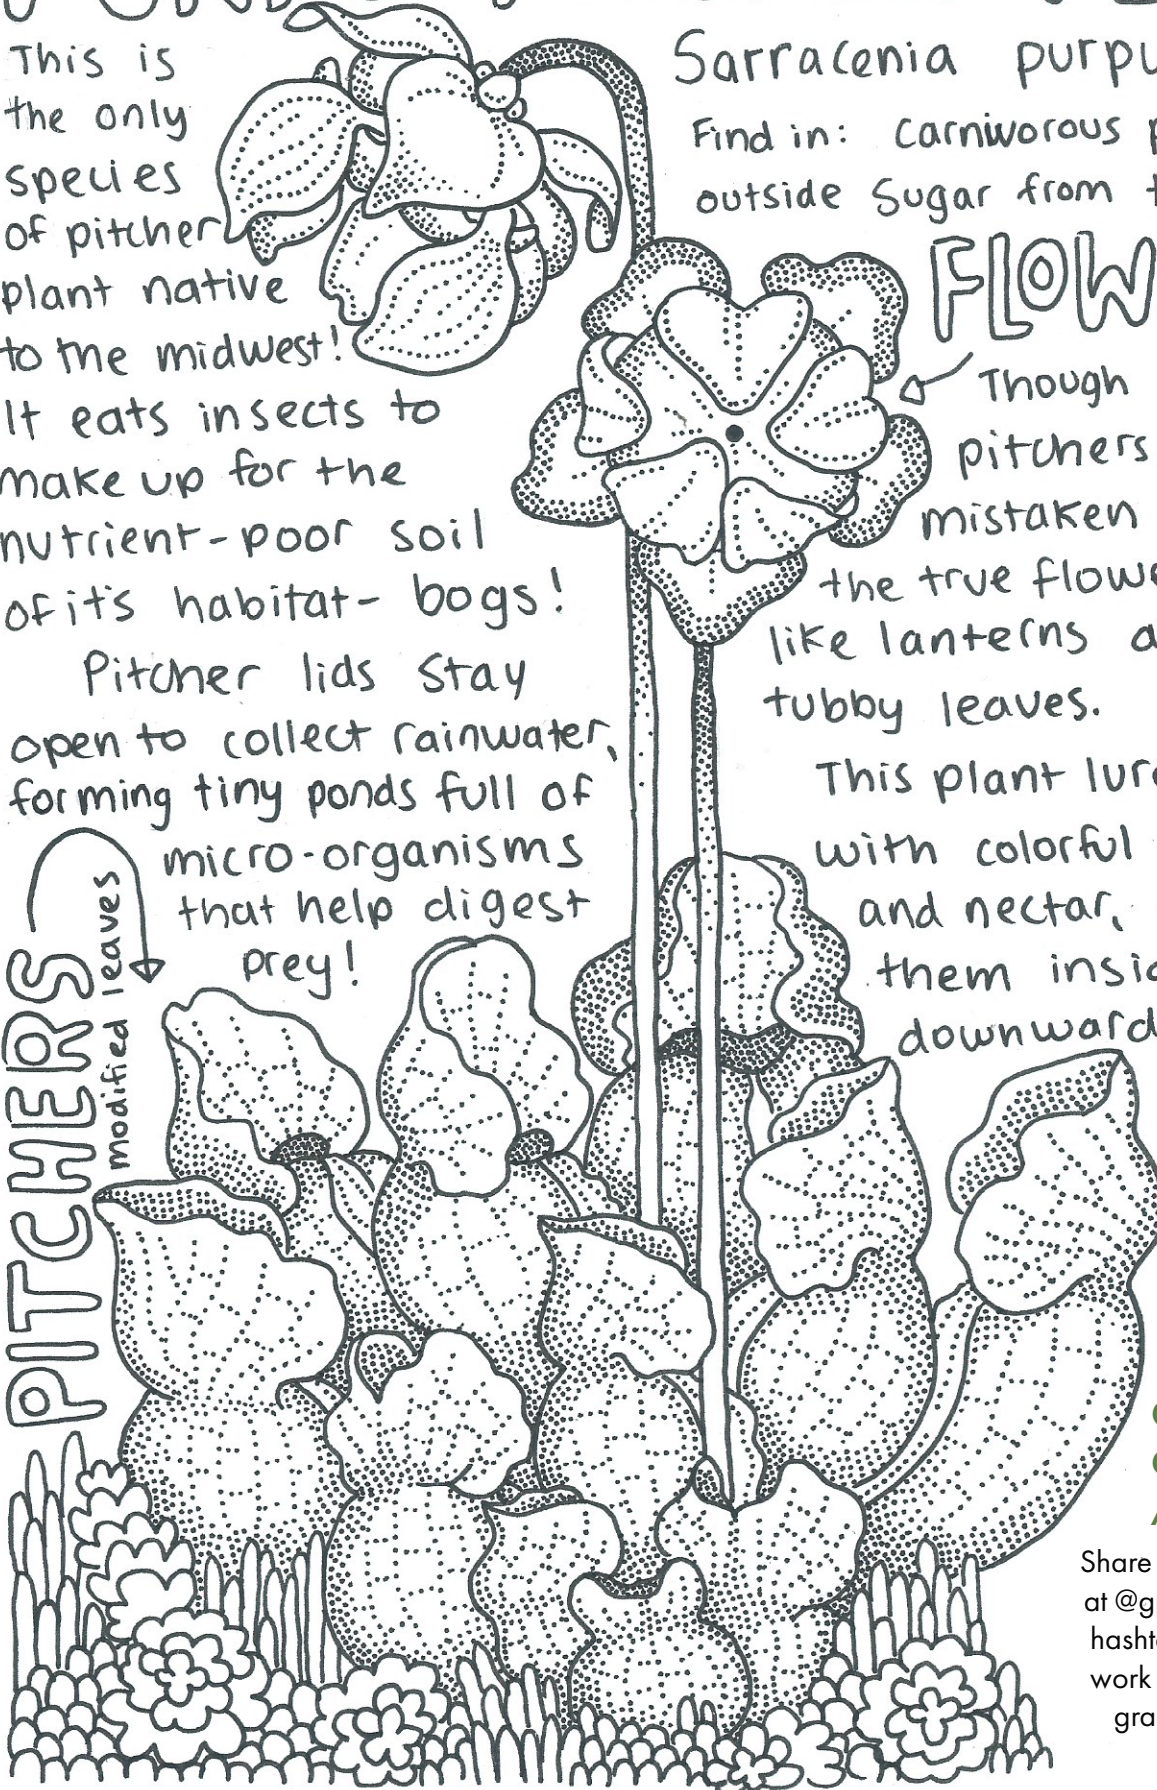 This is
the only
species
of pitcher
plant native
to the midwest!
It eats insects to
make up for the
nutrient-poor soil
of it's habitat- bogs!
Pitcher lids stay
open to collect rainwater,
forming tiny ponds full of
micro-organisms
that help digest
prey!
PITCHERS
modified leaves
Sarracenia purpu
Find in: Carniworous p
outside Sugar from t
FLOW
Though
pitchers
mistaken
the true flowe
like lanterns a
tubby leaves.
This plant lure
with colorful
and nectar,
them insid
downward
Share
at @g
hashta
work
gra